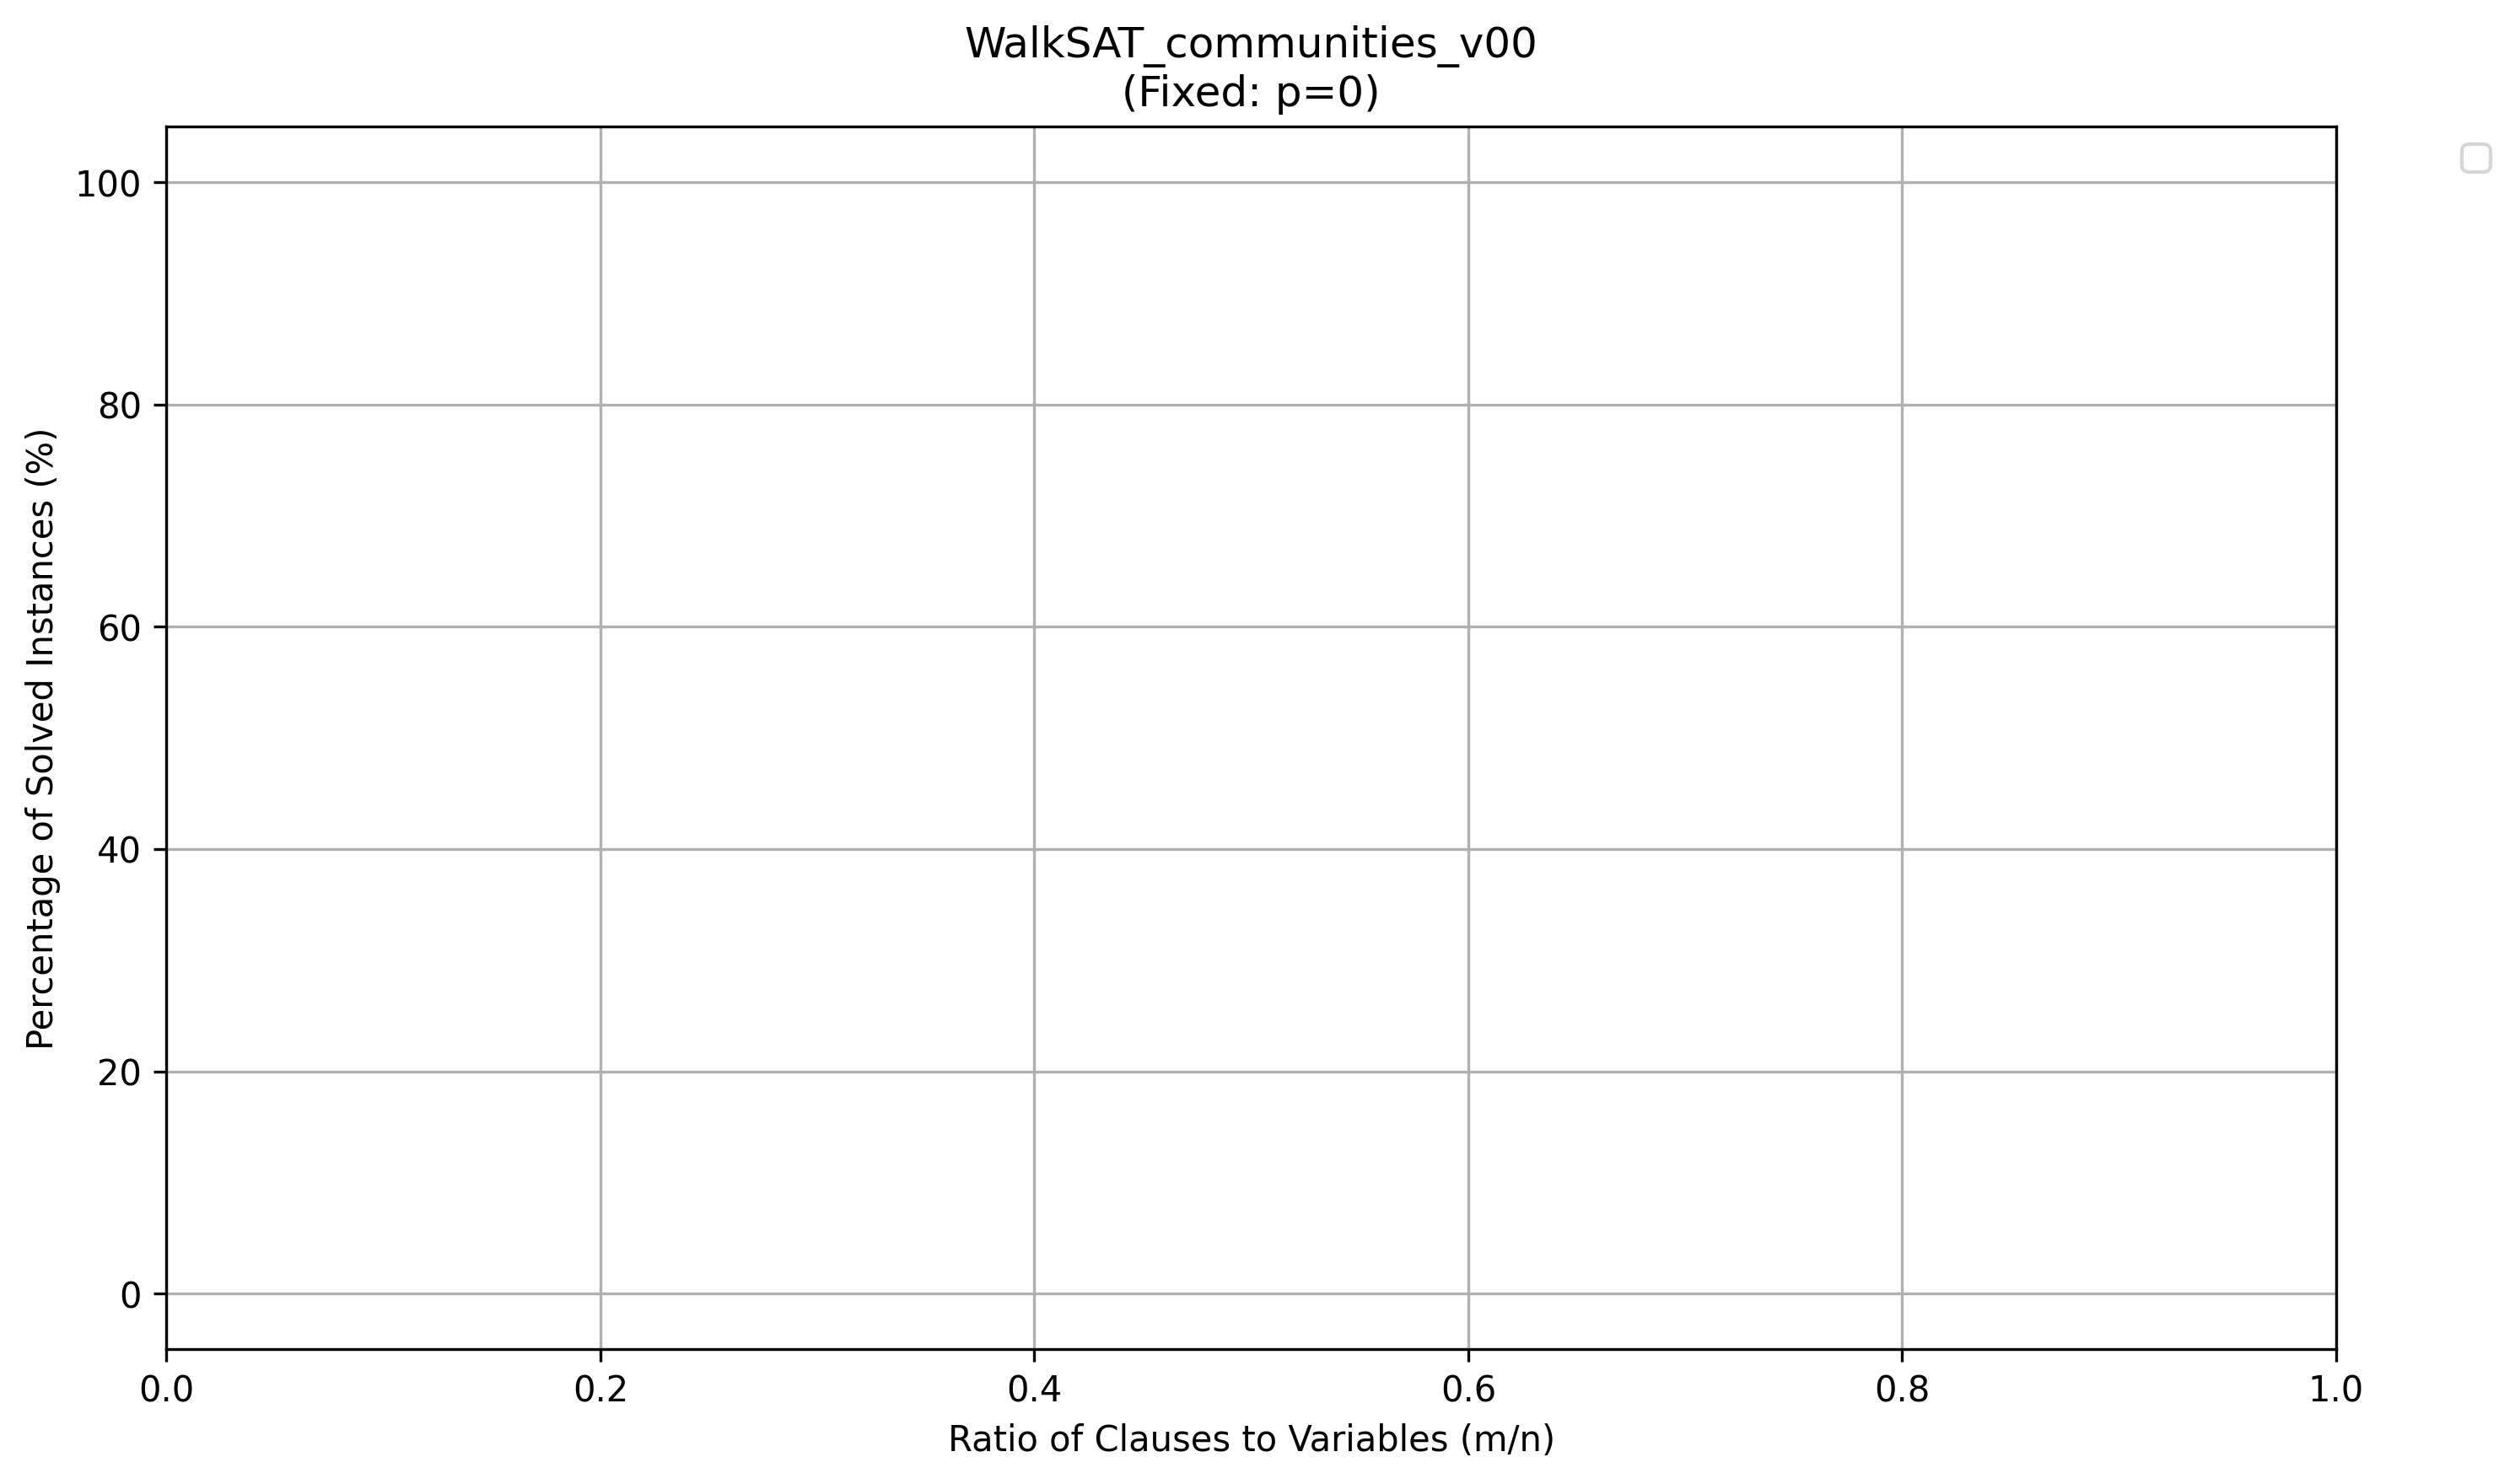 WalkSAT_communities_v00
(Fixed: p=0)
Percentage of Solved Instances (%)
100
80
60
40
20
0
0.0 0.2 0.4 0.6 0.8 1.0
Ratio of Clauses to Variables (m/n)